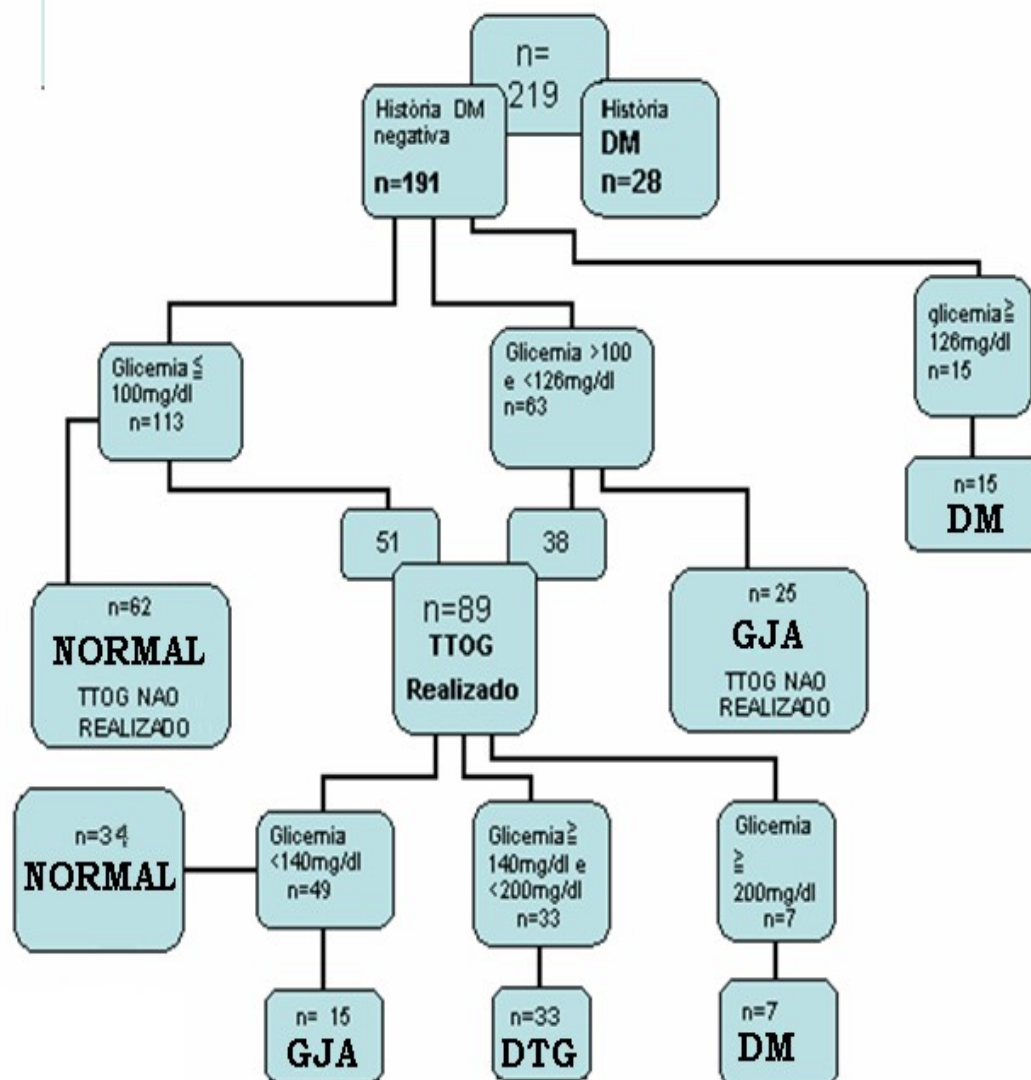 n=
219
História DM
negativa
n=191
História
DM
n=28
glicemia≧
126mg/dl
n=15
Glicemia≦
100mg/dl
n=113
Glicemia >100
e <126mg/dl
n=63
n=15
DM
51
38
n=62
NORMAL
TTOG NAO
REALIZADO
n=89
TTOG
Realizado
n= 25
GJA
TTOG NAO
REALIZADO
n=34
NORMAL
Glicemia
<140mg/dl
n=49
Glicemia≧
140mg/dl e
<200mg/dl
n=33
Glicemia
≧
200mg/dl
n=7
n= 15
GJA
n=33
DTG
n=7
DM